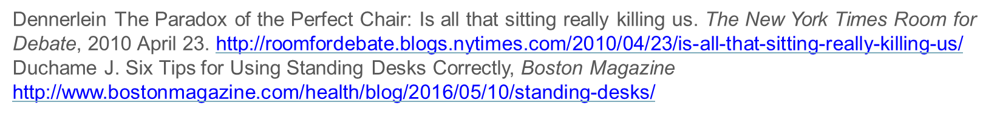 Dennerlein The Paradox of the Perfect Chair: Is all that sitting really killing us. The New York Times Room for
Debate, 2010 April 23. http://roomfordebate.blogs.nytimes.com/2010/04/23/is-all-that-sitting-really-killing-us/
Duchame J. Six Tips for Using Standing Desks Correctly, Boston Magazine
http://www.bostonmagazine.com/health/blog/2016/05/10/standing-desks/